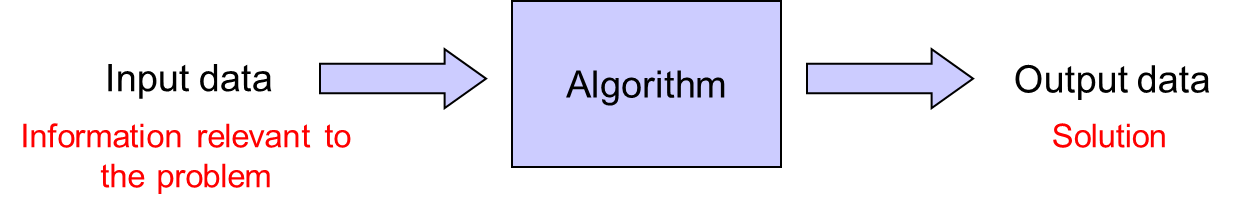 Input data
Information relevant to
the problem
Algorithm
Output data
Solution